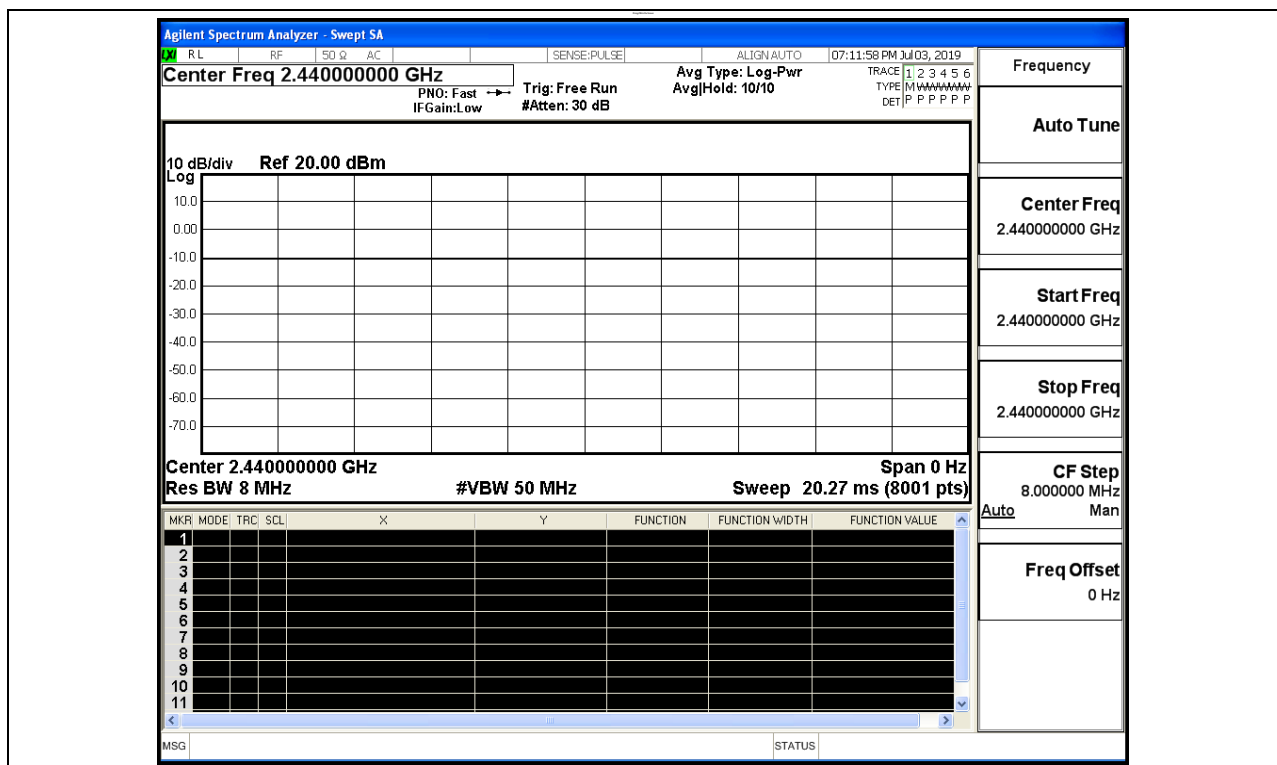 Agilent Spectrum Analyzer - Swept SA
LXI RL RF 50 Ω AC SENSE:PULSE ALIGN AUTO 07:11:58 PM Jul 03, 2019
Center Freq 2.440000000 GHz
PNO: Fast
IFGain:Low
Trig: Free Run
#Atten: 30 dB
Avg Type: Log-Pwr
Avg|Hold: 10/10
TRACE 1 2 3 4 5 6
TYPE M W W W W W
DET P P P P P P
10 dB/div Ref 20.00 dBm
Log
10.0
0.00
-10.0
-20.0
-30.0
-40.0
-50.0
-60.0
-70.0
Center 2.440000000 GHz Span 0 Hz
Res BW 8 MHz #VBW 50 MHz Sweep 20.27 ms (8001 pts)
MKR MODE TRC SCL X Y FUNCTION FUNCTION WIDTH FUNCTION VALUE
1
2
3
4
5
6
7
8
9
10
11
MSG STATUS
Frequency
Auto Tune
Center Freq
2.440000000 GHz
Start Freq
2.440000000 GHz
Stop Freq
2.440000000 GHz
CF Step
8.000000 MHz
Auto Man
Freq Offset
0 Hz